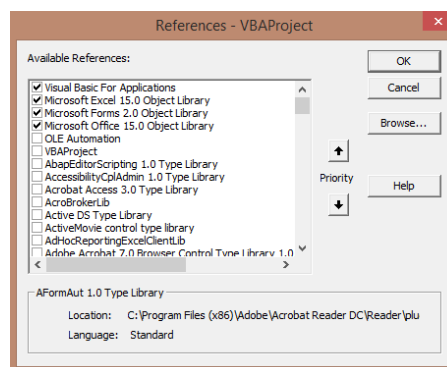 References - VBAProject
x
Available References:
OK
Visual Basic For Applications
Microsoft Excel 15.0 Object Library
Cancel
Microsoft Forms 2.0 Object Library
Microsoft Office 15.0 Object Library
OLE Automation
Browse...
VBAProject
AbapEditorScripting 1.0 Type Library
AccessibilityCplAdmin 1.0 Type Library
Priority
Acrobat Access 3.0 Type Library
Help
AcroBrokerLib
Active DS Type Library
ActiveMovie control type library
AdHocReportingExcelClientLib
Adobe Acrobat 7.0 Browser Control Type Library 1.0
AFormAut 1.0 Type Library
Location: C:\Program Files (x86)\Adobe\Acrobat Reader DC\Reader\plu
Language: Standard